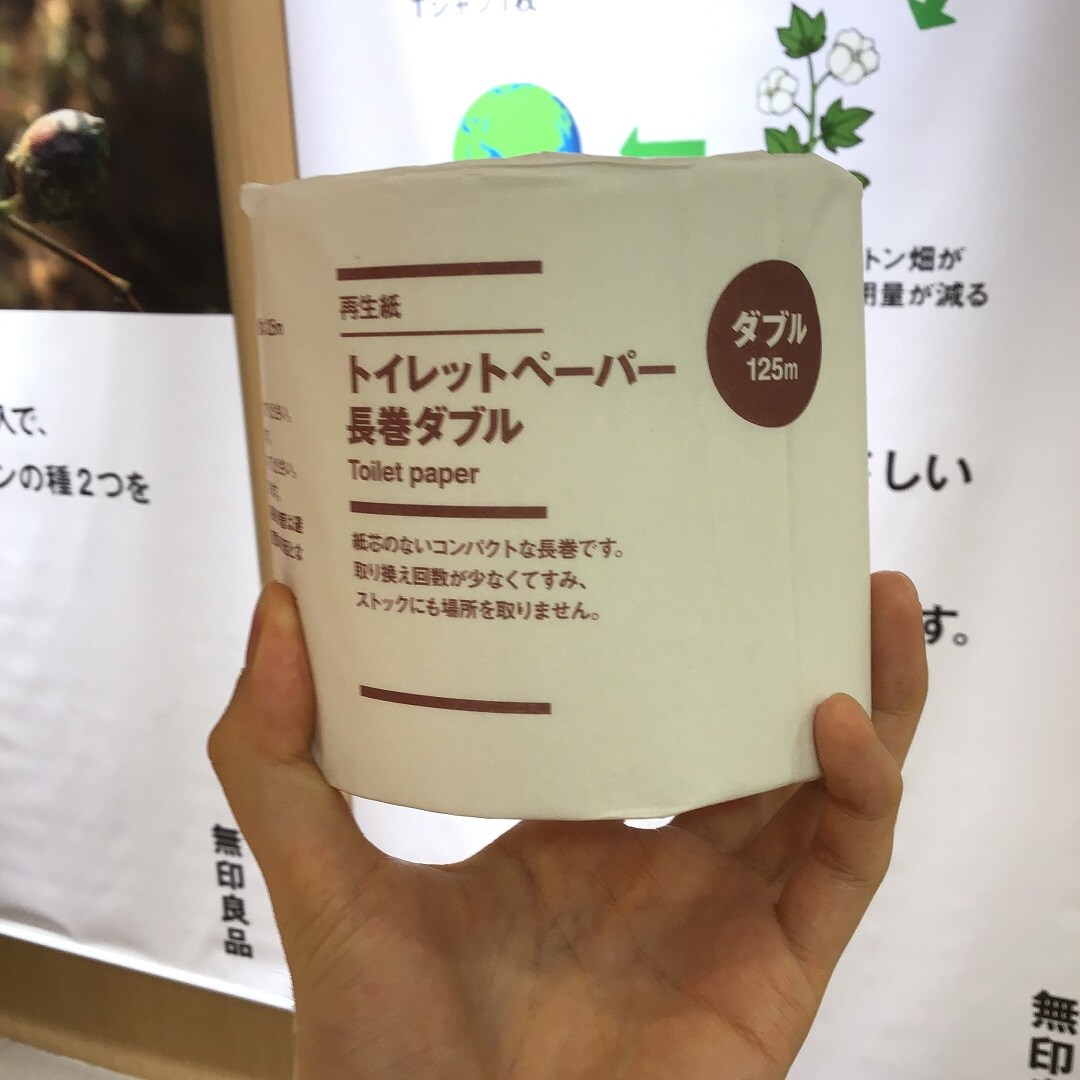 再生紙
トイレットペーパー
長巻ダブル
Toilet paper
紙芯のないコンパクトな長巻です。
取り換え回数が少なくてすみ、
ストックにも場所を取りません。
ダブル
125m
トン畑が
用量が減る
しい
す。
で、
ンの種2つを
無印良品
無印